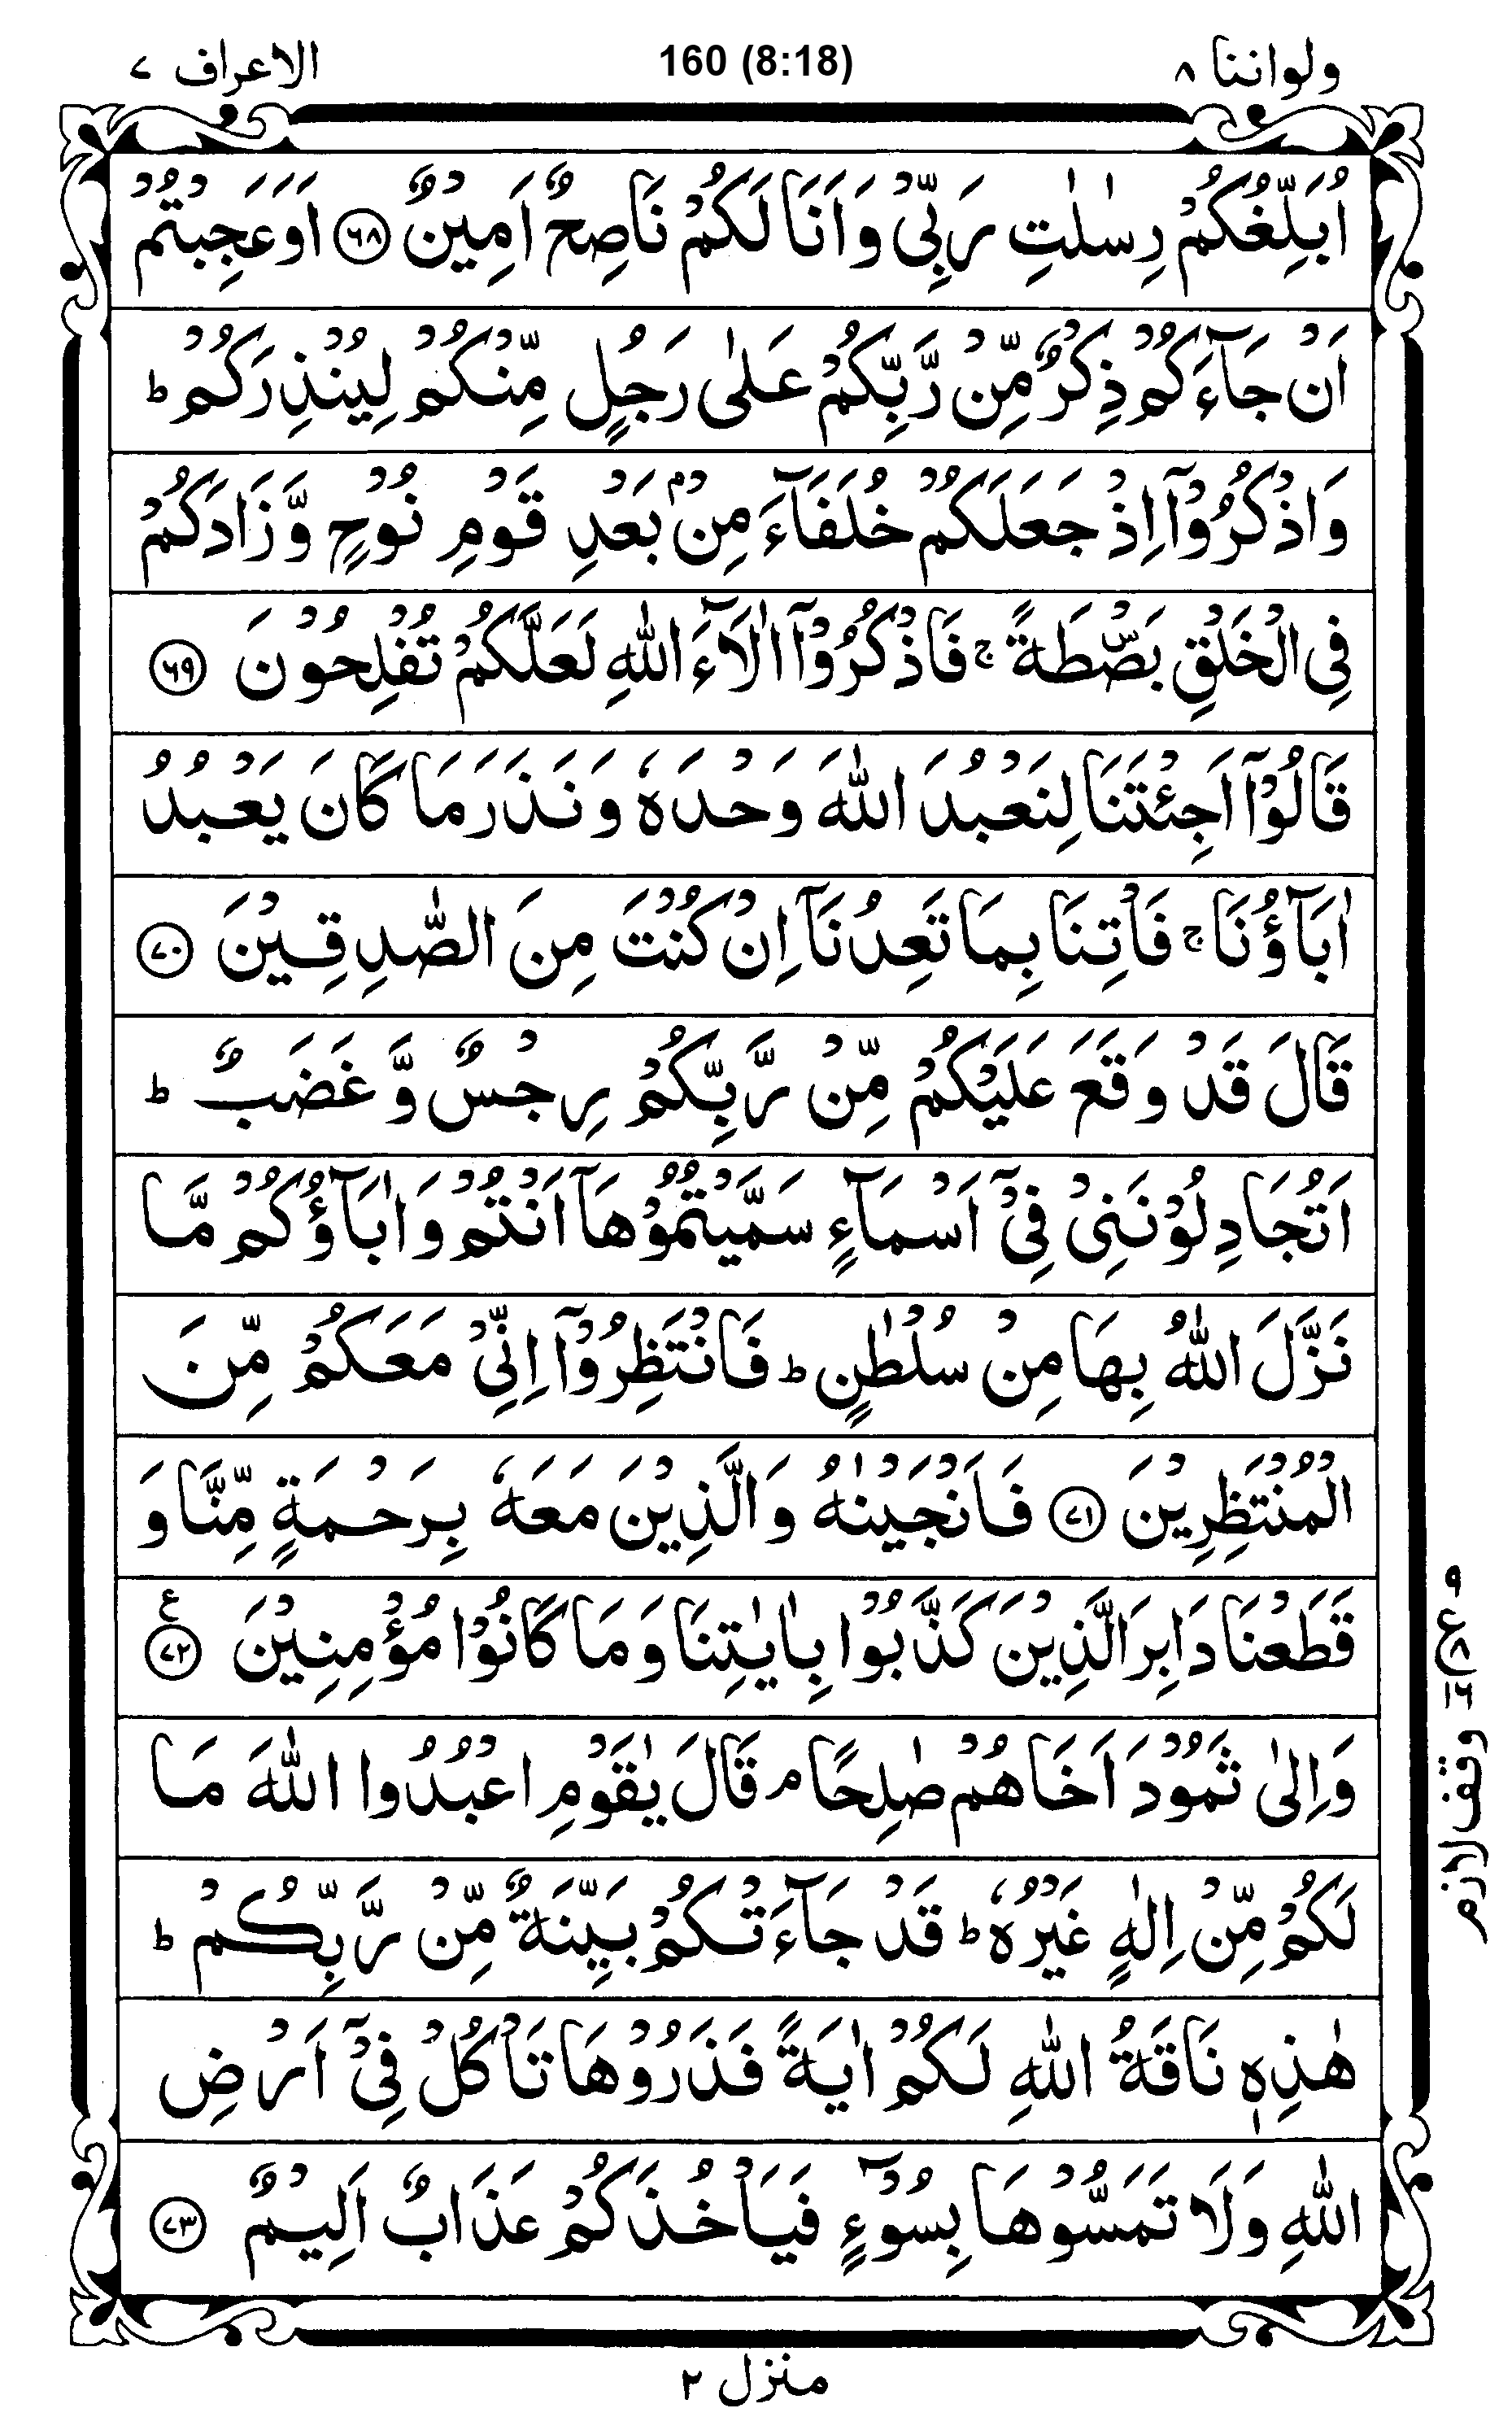 ولواننا ٨ 160 (8:18) الاعراف ٧
اُبَلِّغُكُمْ رِسٰلٰتِ رَبِّىْ وَاَنَا لَكُمْ نَاصِحٌ اَمِيْنٌ ۝٦٨ اَوَعَجِبْتُمْ
اَنْ جَآءَكُمْ ذِكْرٌ مِّنْ رَّبِّكُمْ عَلٰى رَجُلٍ مِّنْكُمْ لِيُنْذِرَكُمْ ؕ
وَاذْكُرُوْۤا اِذْ جَعَلَكُمْ خُلَفَآءَ مِنْۢ بَعْدِ قَوْمِ نُوْحٍ وَّزَادَكُمْ
فِى الْخَلْقِ بَصْۜطَةً ۚ فَاذْكُرُوْۤا اٰلَآءَ اللّٰهِ لَعَلَّكُمْ تُفْلِحُوْنَ ۝٦٩
قَالُوْۤا اَجِئْتَنَا لِنَعْبُدَ اللّٰهَ وَحْدَهٗ وَنَذَرَ مَا كَانَ يَعْبُدُ
اٰبَآؤُنَا ۚ فَاْتِنَا بِمَا تَعِدُنَاۤ اِنْ كُنْتَ مِنَ الصّٰدِقِيْنَ ۝٧٠
قَالَ قَدْ وَقَعَ عَلَيْكُمْ مِّنْ رَّبِّكُمْ رِجْسٌ وَّغَضَبٌ ؕ
اَتُجَادِلُوْنَنِىْ فِىْۤ اَسْمَآءٍ سَمَّيْتُمُوْهَاۤ اَنْتُمْ وَاٰبَآؤُكُمْ مَّا
نَزَّلَ اللّٰهُ بِهَا مِنْ سُلْطٰنٍ ؕ فَانْتَظِرُوْۤا اِنِّىْ مَعَكُمْ مِّنَ
الْمُنْتَظِرِيْنَ ۝٧١ فَاَنْجَيْنٰهُ وَالَّذِيْنَ مَعَهٗ بِرَحْمَةٍ مِّنَّا وَ
قَطَعْنَا دَابِرَ الَّذِيْنَ كَذَّبُوْا بِاٰيٰتِنَا وَمَا كَانُوْا مُؤْمِنِيْنَ ۝٧٢ ع
وَاِلٰى ثَمُوْدَ اَخَاهُمْ صٰلِحًا ۘ قَالَ يٰقَوْمِ اعْبُدُوا اللّٰهَ مَا
لَكُمْ مِّنْ اِلٰهٍ غَيْرُهٗ ؕ قَدْ جَآءَتْكُمْ بَيِّنَةٌ مِّنْ رَّبِّكُمْ ؕ
هٰذِهٖ نَاقَةُ اللّٰهِ لَكُمْ اٰيَةً فَذَرُوْهَا تَاْكُلْ فِىْۤ اَرْضِ
اللّٰهِ وَلَا تَمَسُّوْهَا بِسُوْٓءٍ فَيَاْخُذَكُمْ عَذَابٌ اَلِيْمٌ ۝٧٣
ع ٩ ٨ ١٦
وقف لازم
منزل ٢